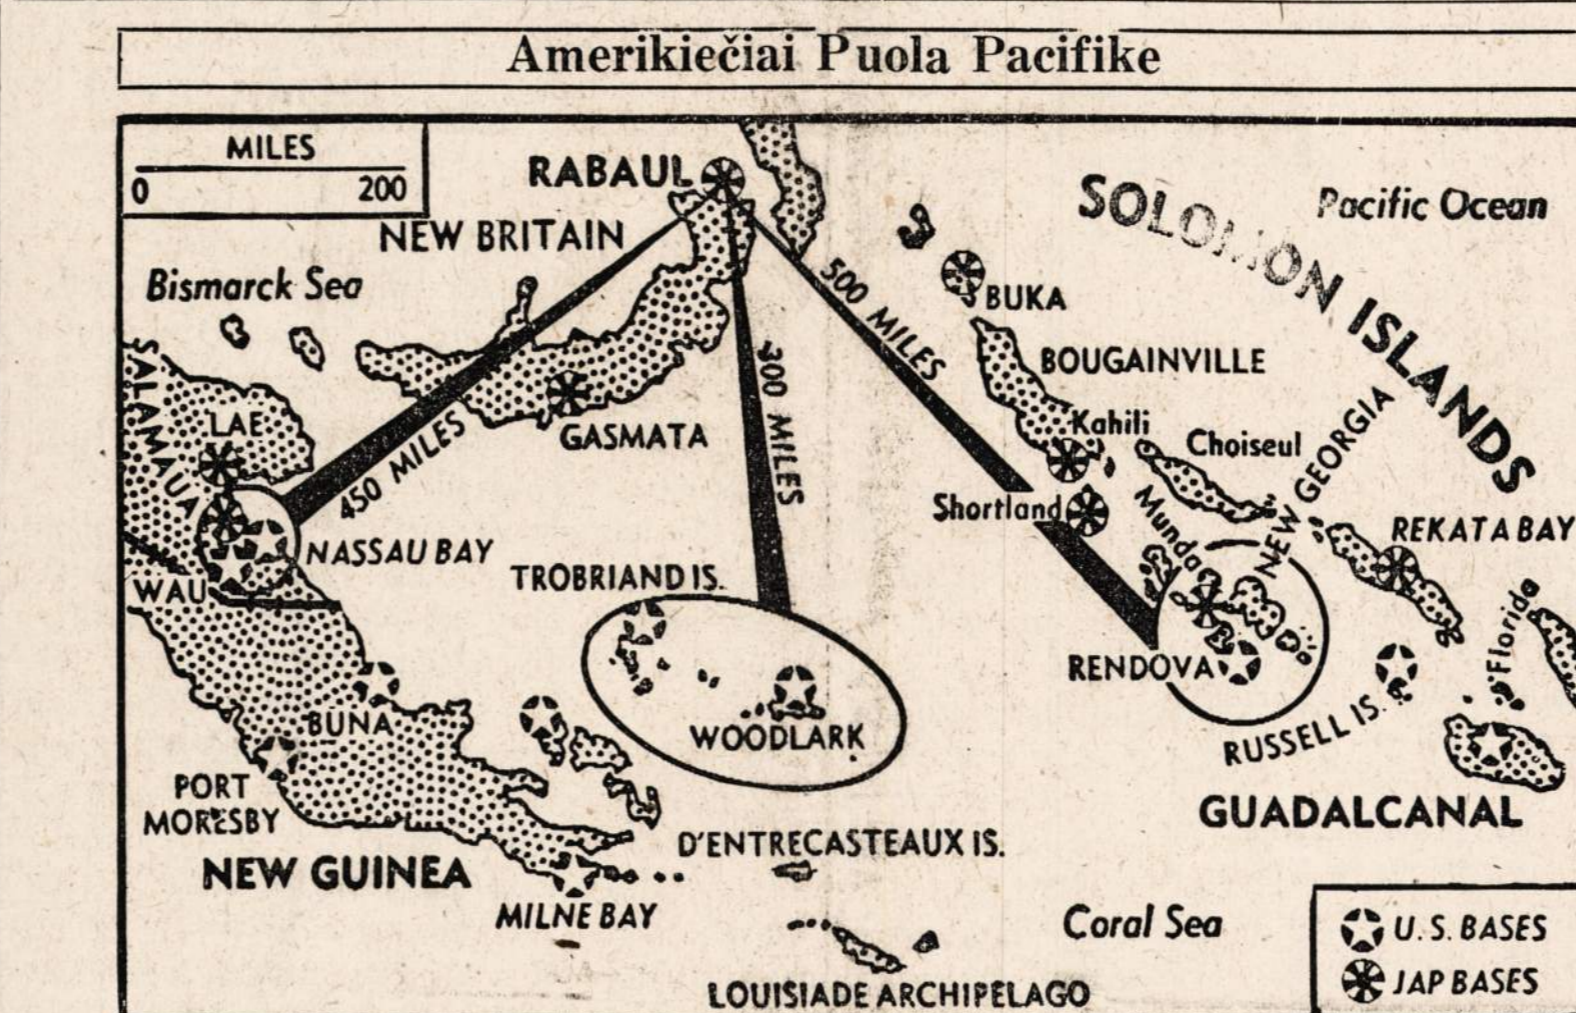 Amerikiečiai Puola Pacifike
MILES
0 200
RABAUL
NEW BRITAIN
Bismarck Sea
SOLOMON ISLANDS
Pacific Ocean
BUKA
500 MILES
BOUGAINVILLE
SALAMAUA
LAE
GASMATA
450 MILES
300 MILES
Kahili
Choiseul
NEW GEORGIA
Shortland
Munda
REKATA BAY
NASSAU BAY
WAU
TROBRIAND IS.
RENDOVA
Florida
WOODLARK
RUSSELL IS.
BUNA
PORT
MORESBY
GUADALCANAL
NEW GUINEA
D'ENTRECASTEAUX IS.
MILNE BAY
Coral Sea
U.S. BASES
JAP BASES
LOUISIADE ARCHIPELAGO